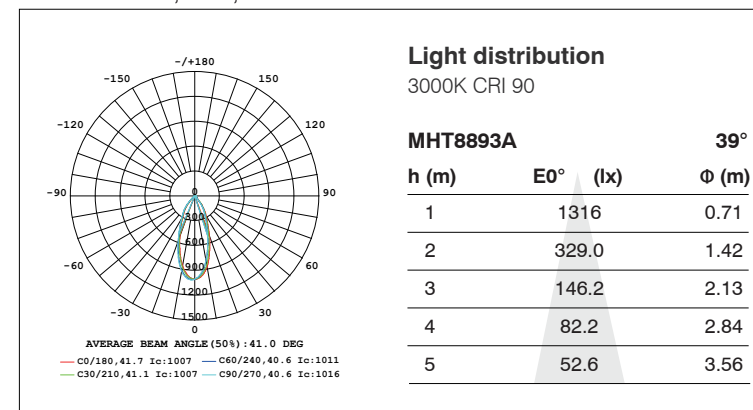 -/+180
-150
150
-120
120
-90
90
-60
60
-30
30
0
0
300
600
900
1200
1500
AVERAGE BEAM ANGLE(50%):41.0 DEG
C0/180,41.7 Ic:1007
C60/240,40.6 Ic:1011
C30/210,41.1 Ic:1007
C90/270,40.6 Ic:1016
Light distribution
3000K CRI 90
MHT8893A 39°
h (m) E0° (lx) Φ (m)
1 1316 0.71
2 329.0 1.42
3 146.2 2.13
4 82.2 2.84
5 52.6 3.56